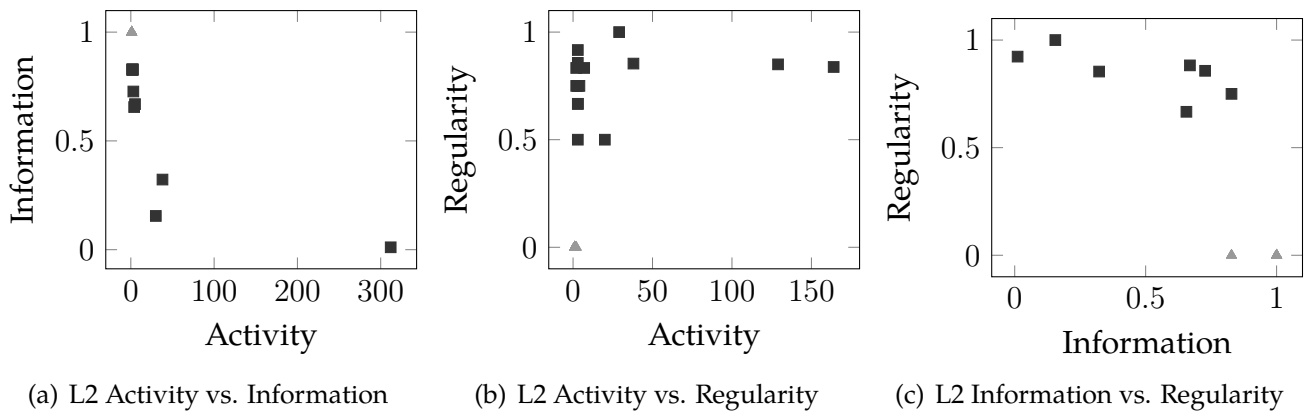 1
0.5
0
Information
0 100 200 300
Activity
(a) L2 Activity vs. Information
1
0.5
0
Regularity
0 50 100 150
Activity
(b) L2 Activity vs. Regularity
1
0.5
0
Regularity
0 0.5 1
Information
(c) L2 Information vs. Regularity